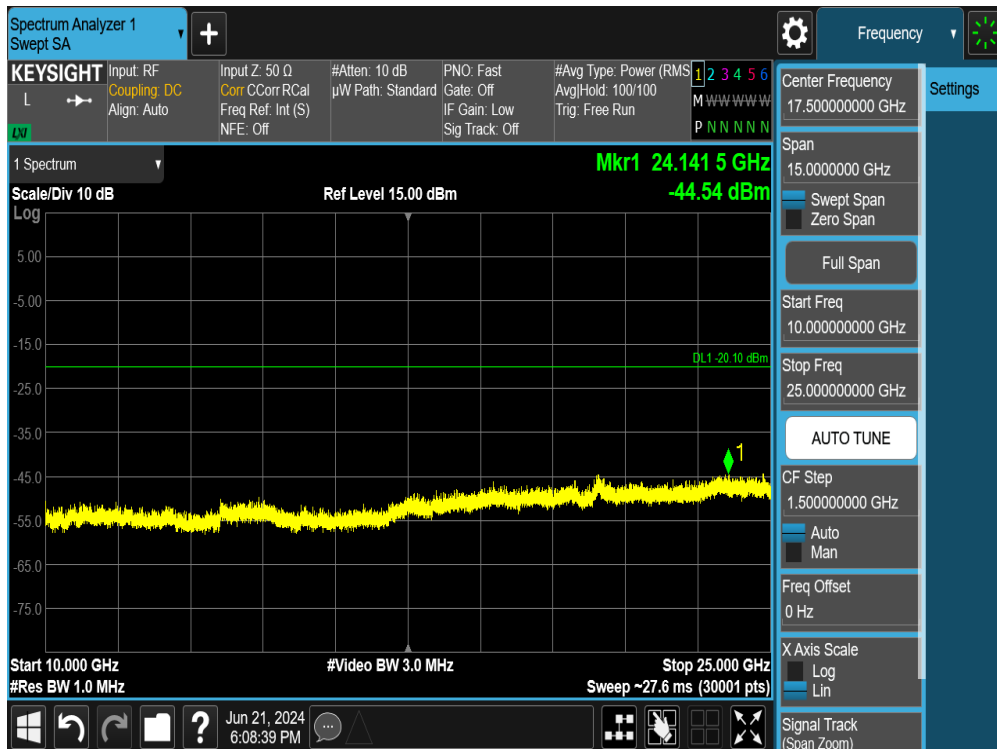 Spectrum Analyzer 1
Swept SA
+
Frequency
KEYSIGHT
L
LXI
Input: RF
Coupling: DC
Align: Auto
Input Z: 50 Ω
Corr CCorr RCal
Freq Ref: Int (S)
NFE: Off
#Atten: 10 dB
µW Path: Standard
PNO: Fast
Gate: Off
IF Gain: Low
Sig Track: Off
#Avg Type: Power (RMS
Avg|Hold: 100/100
Trig: Free Run
1 2 3 4 5 6
M W W W W W
P N N N N N
1 Spectrum
Mkr1 24.141 5 GHz
-44.54 dBm
Scale/Div 10 dB
Ref Level 15.00 dBm
Log
5.00
-5.00
-15.0
DL1 -20.10 dBm
-25.0
-35.0
1
-45.0
-55.0
-65.0
-75.0
Start 10.000 GHz
#Video BW 3.0 MHz
Stop 25.000 GHz
#Res BW 1.0 MHz
Sweep ~27.6 ms (30001 pts)
Center Frequency
17.500000000 GHz
Settings
Span
15.0000000 GHz
Swept Span
Zero Span
Full Span
Start Freq
10.000000000 GHz
Stop Freq
25.000000000 GHz
AUTO TUNE
CF Step
1.500000000 GHz
Auto
Man
Freq Offset
0 Hz
X Axis Scale
Log
Lin
Signal Track
(Span Zoom)
?
Jun 21, 2024
6:08:39 PM